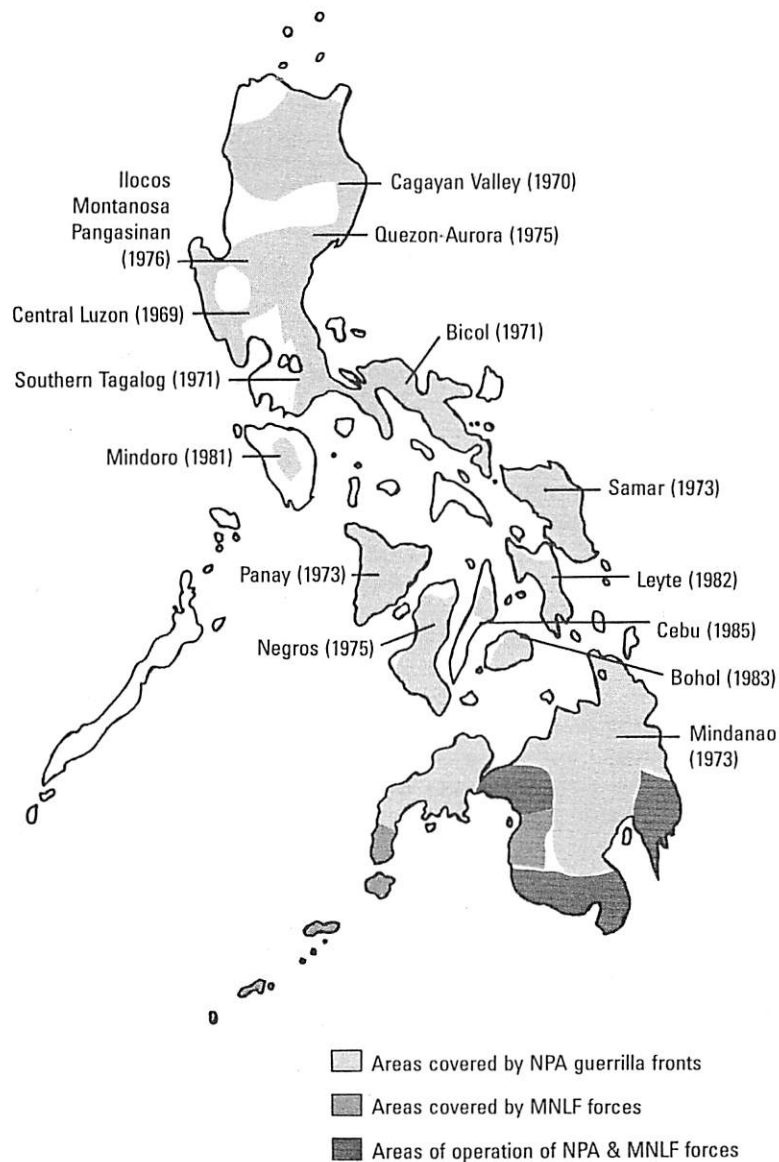 Ilocos
Montanosa
Pangasinan
(1976)
Cagayan Valley (1970)
Quezon-Aurora (1975)
Central Luzon (1969)
Bicol (1971)
Southern Tagalog (1971)
Mindoro (1981)
Samar (1973)
Panay (1973)
Leyte (1982)
Negros (1975)
Cebu (1985)
Bohol (1983)
Mindanao
(1973)
Areas covered by NPA guerrilla fronts
Areas covered by MNLF forces
Areas of operation of NPA & MNLF forces